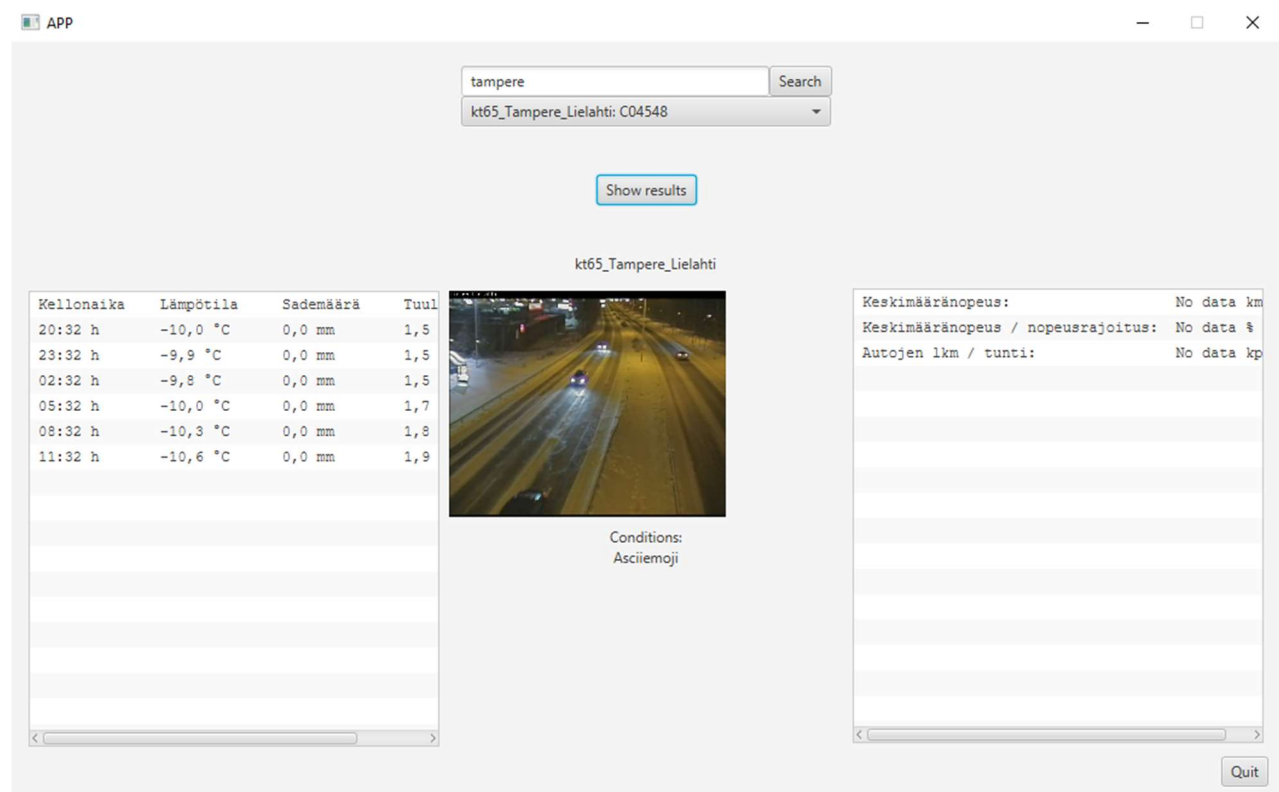 APP
tampere Search
kt65_Tampere_Lielahti: C04548
Show results
kt65_Tampere_Lielahti
Kellonaika Lämpötila Sademäärä Tuul
20:32 h -10,0 °C 0,0 mm 1,5
23:32 h -9,9 °C 0,0 mm 1,5
02:32 h -9,8 °C 0,0 mm 1,5
05:32 h -10,0 °C 0,0 mm 1,7
08:32 h -10,3 °C 0,0 mm 1,8
11:32 h -10,6 °C 0,0 mm 1,9
Conditions:
Asciiemoji
Keskimääränopeus: No data km
Keskimääränopeus / nopeusrajoitus: No data %
Autojen lkm / tunti: No data kp
Quit